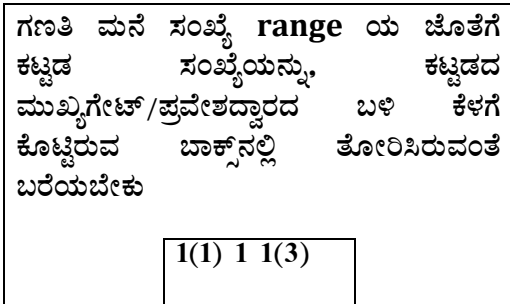 ಗಣತಿ ಮನೆ ಸಂಖ್ಯೆ range ಯ ಜೊತೆಗೆ
ಕಟ್ಟಡ ಸಂಖ್ಯೆಯನ್ನು, ಕಟ್ಟಡದ
ಮುಖ್ಯಗೇಟ್/ಪ್ರವೇಶದ್ವಾರದ ಬಳಿ ಕೆಳಗೆ
ಕೊಟ್ಟಿರುವ ಬಾಕ್ಸ್‌ನಲ್ಲಿ ತೋರಿಸಿರುವಂತೆ
ಬರೆಯಬೇಕು
1(1) 1 1(3)